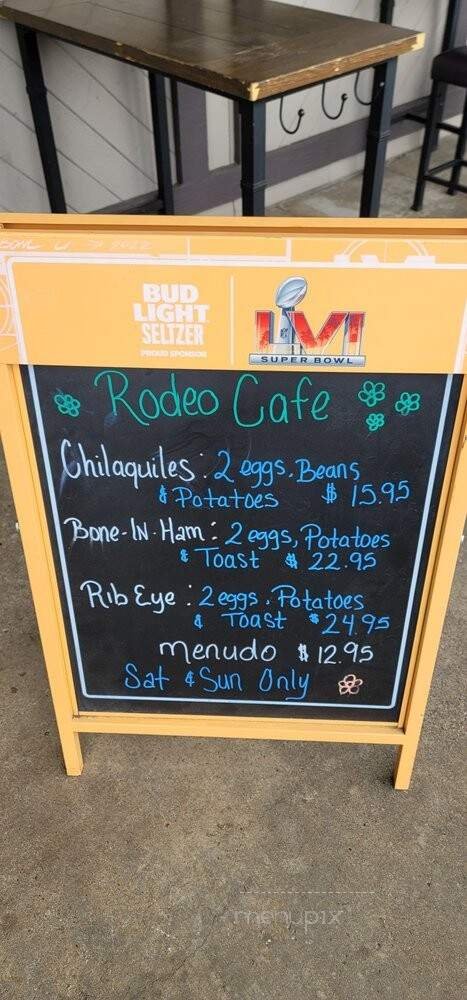 BUD
LIGHT
SELTZER
PROUD SPONSOR
LVI
SUPER BOWL
Rodeo Cafe
Chilaquiles: 2 eggs, Beans
& Potatoes $ 15.95
Bone-IN-Ham: 2 eggs, Potatoes
& Toast $ 22.95
Rib Eye: 2 eggs, Potatoes
& Toast $ 24.95
menudo $ 12.95
Sat & Sun Only
menupix